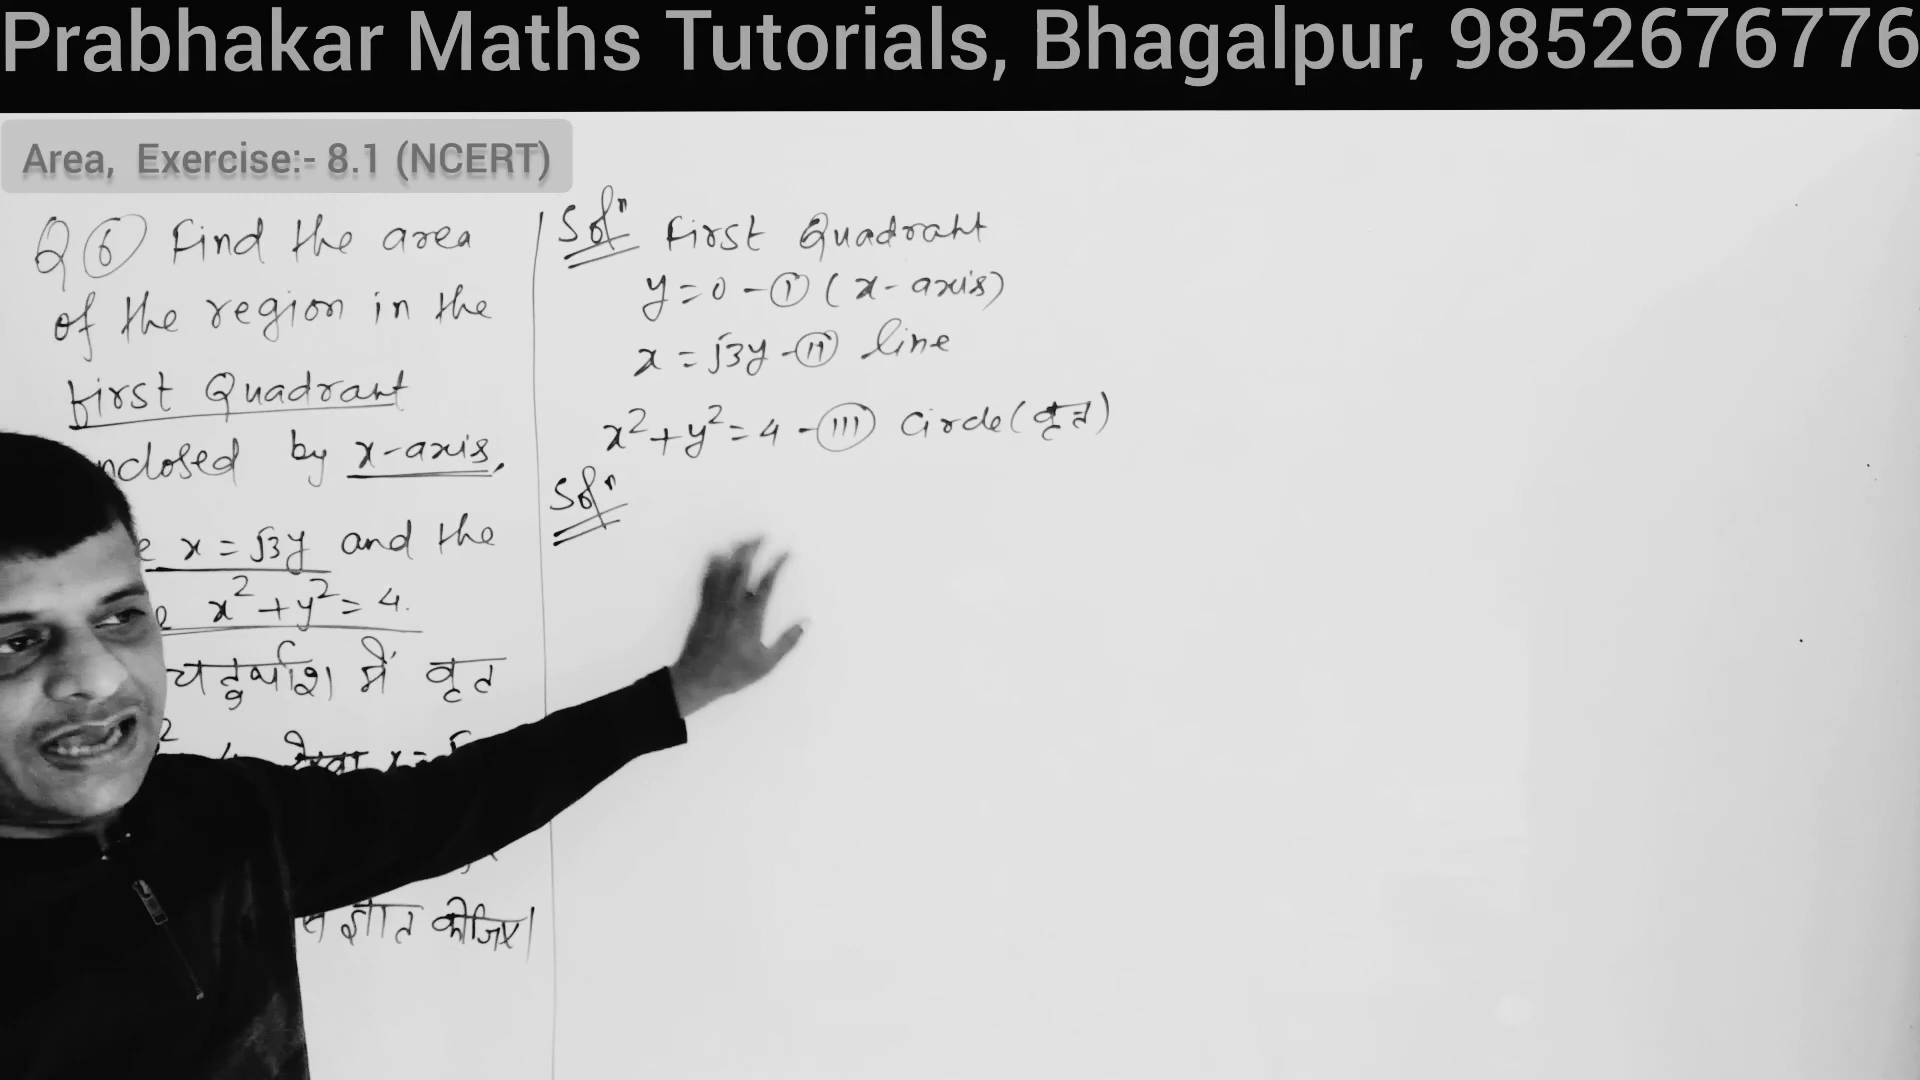 Prabhakar Maths Tutorials, Bhagalpur, 9852676776
Area, Exercise:- 8.1 (NCERT)
Q 6 Find the area
of the region in the
first Quadrant
nclosed by x-axis,
e x = √3y and the
e x² + y² = 4.
चतुर्थांश में वृत
रेखा x = √
ज्ञात कीजिए।
Solⁿ First Quadrant
y = 0 - (i) (x-axis)
x = √3y - (ii) line
x² + y² = 4 - (iii) Circle (वृत)
Solⁿ